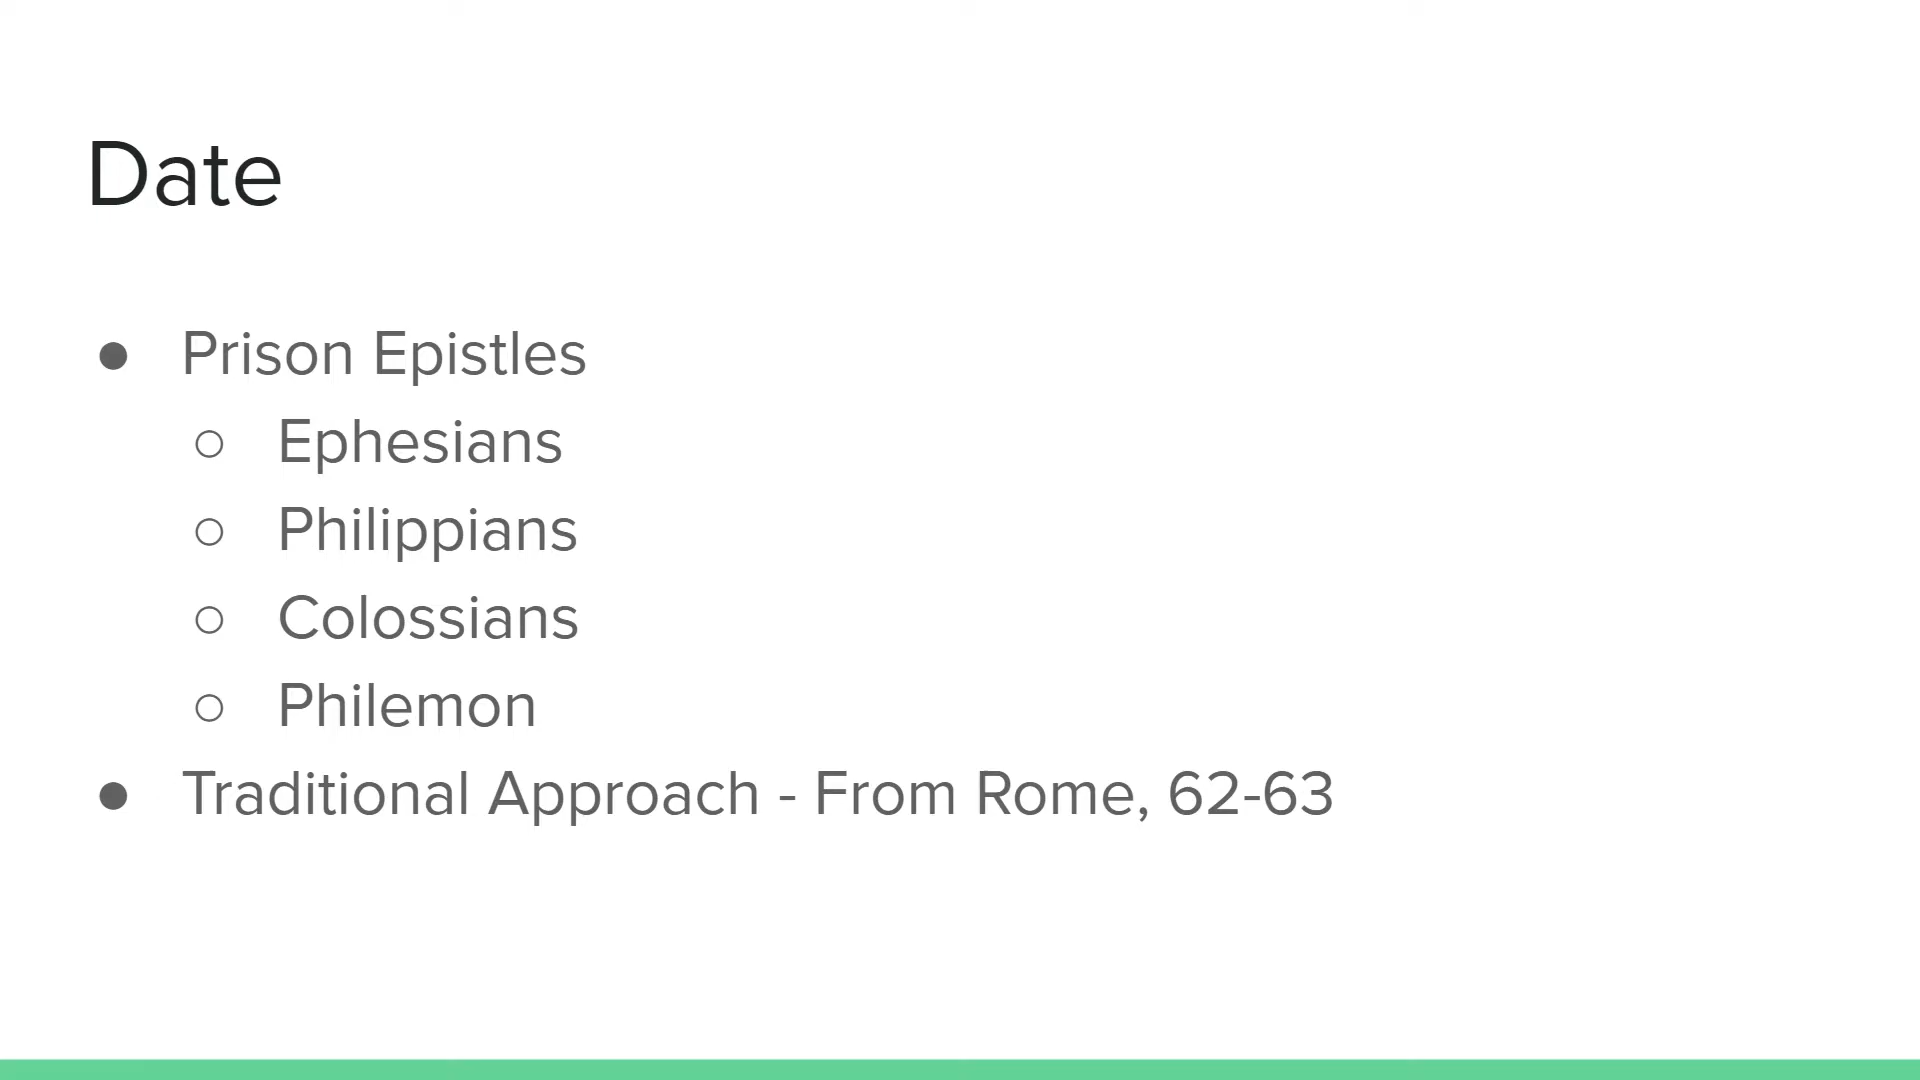 Date
● Prison Epistles
○ Ephesians
○ Philippians
○ Colossians
○ Philemon
● Traditional Approach - From Rome, 62-63